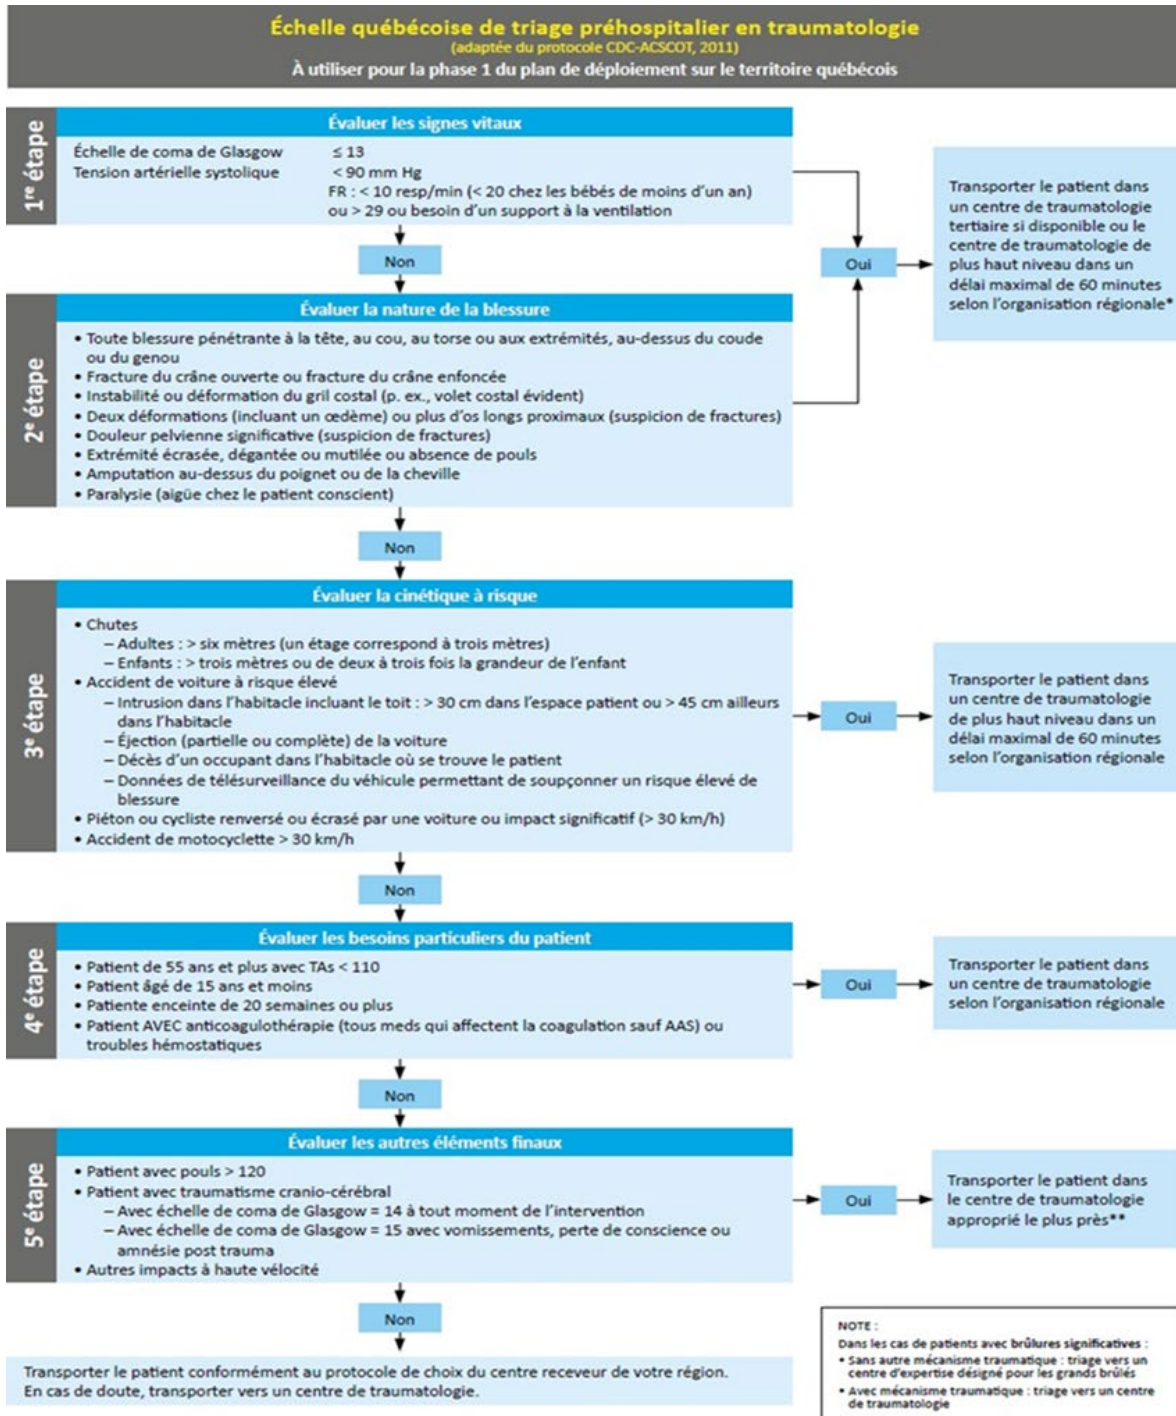 Échelle québécoise de triage préhospitalier en traumatologie
(adaptée du protocole CDC-ACSCOT, 2011)
À utiliser pour la phase 1 du plan de déploiement sur le territoire québécois
1re étape
Évaluer les signes vitaux
Échelle de coma de Glasgow ≤ 13
Tension artérielle systolique < 90 mm Hg
FR : < 10 resp/min (< 20 chez les bébés de moins d'un an)
ou > 29 ou besoin d'un support à la ventilation
Non
Oui
Transporter le patient dans
un centre de traumatologie
tertiaire si disponible ou le
centre de traumatologie de
plus haut niveau dans un
délai maximal de 60 minutes
selon l'organisation régionale*
2e étape
Évaluer la nature de la blessure
• Toute blessure pénétrante à la tête, au cou, au torse ou aux extrémités, au-dessus du coude
ou du genou
• Fracture du crâne ouverte ou fracture du crâne enfoncée
• Instabilité ou déformation du gril costal (p. ex., volet costal évident)
• Deux déformations (incluant un œdème) ou plus d'os longs proximaux (suspicion de fractures)
• Douleur pelvienne significative (suspicion de fractures)
• Extrémité écrasée, dégantée ou mutilée ou absence de pouls
• Amputation au-dessus du poignet ou de la cheville
• Paralysie (aigüe chez le patient conscient)
Non
3e étape
Évaluer la cinétique à risque
• Chutes
– Adultes : > six mètres (un étage correspond à trois mètres)
– Enfants : > trois mètres ou de deux à trois fois la grandeur de l'enfant
• Accident de voiture à risque élevé
– Intrusion dans l'habitacle incluant le toit : > 30 cm dans l'espace patient ou > 45 cm ailleurs
dans l'habitacle
– Éjection (partielle ou complète) de la voiture
– Décès d'un occupant dans l'habitacle où se trouve le patient
– Données de télésurveillance du véhicule permettant de soupçonner un risque élevé de
blessure
• Piéton ou cycliste renversé ou écrasé par une voiture ou impact significatif (> 30 km/h)
• Accident de motocyclette > 30 km/h
Oui
Transporter le patient dans
un centre de traumatologie
de plus haut niveau dans un
délai maximal de 60 minutes
selon l'organisation régionale
Non
4e étape
Évaluer les besoins particuliers du patient
• Patient de 55 ans et plus avec TAs < 110
• Patient âgé de 15 ans et moins
• Patiente enceinte de 20 semaines ou plus
• Patient AVEC anticoagulothérapie (tous meds qui affectent la coagulation sauf AAS) ou
troubles hémostatiques
Oui
Transporter le patient dans
un centre de traumatologie
selon l'organisation régionale
Non
5e étape
Évaluer les autres éléments finaux
• Patient avec pouls > 120
• Patient avec traumatisme cranio-cérébral
– Avec échelle de coma de Glasgow = 14 à tout moment de l'intervention
– Avec échelle de coma de Glasgow = 15 avec vomissements, perte de conscience ou
amnésie post trauma
• Autres impacts à haute vélocité
Oui
Transporter le patient dans
le centre de traumatologie
approprié le plus près**
Non
Transporter le patient conformément au protocole de choix du centre receveur de votre région.
En cas de doute, transporter vers un centre de traumatologie.
NOTE :
Dans les cas de patients avec brûlures significatives :
• Sans autre mécanisme traumatique : triage vers un
centre d'expertise désigné pour les grands brûlés
• Avec mécanisme traumatique : triage vers un centre
de traumatologie